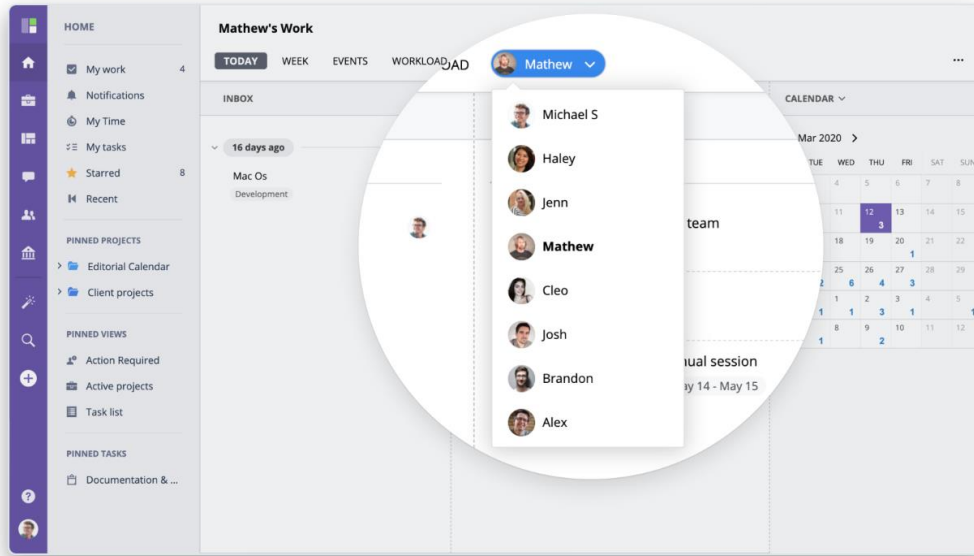 HOME
My work 4
Notifications
My Time
My tasks
Starred 8
Recent
PINNED PROJECTS
Editorial Calendar
Client projects
PINNED VIEWS
Action Required
Active projects
Task list
PINNED TASKS
Documentation & ...
Mathew's Work
TODAY WEEK EVENTS WORKLOAD
OAD Mathew
INBOX
16 days ago
Mac Os
Development
Michael S
Haley
Jenn
Mathew
Cleo
Josh
Brandon
Alex
team
nual session
ay 14 - May 15
CALENDAR
Mar 2020
TUE WED THU FRI SAT SUN
4 5 6 7 8
11 12 13 14 15
3
18 19 20 21 22
1
25 26 27 28 29
2 6 4 3
1 2 3 4 5
1 1 3 1 1
8 9 10 11 12
1 2